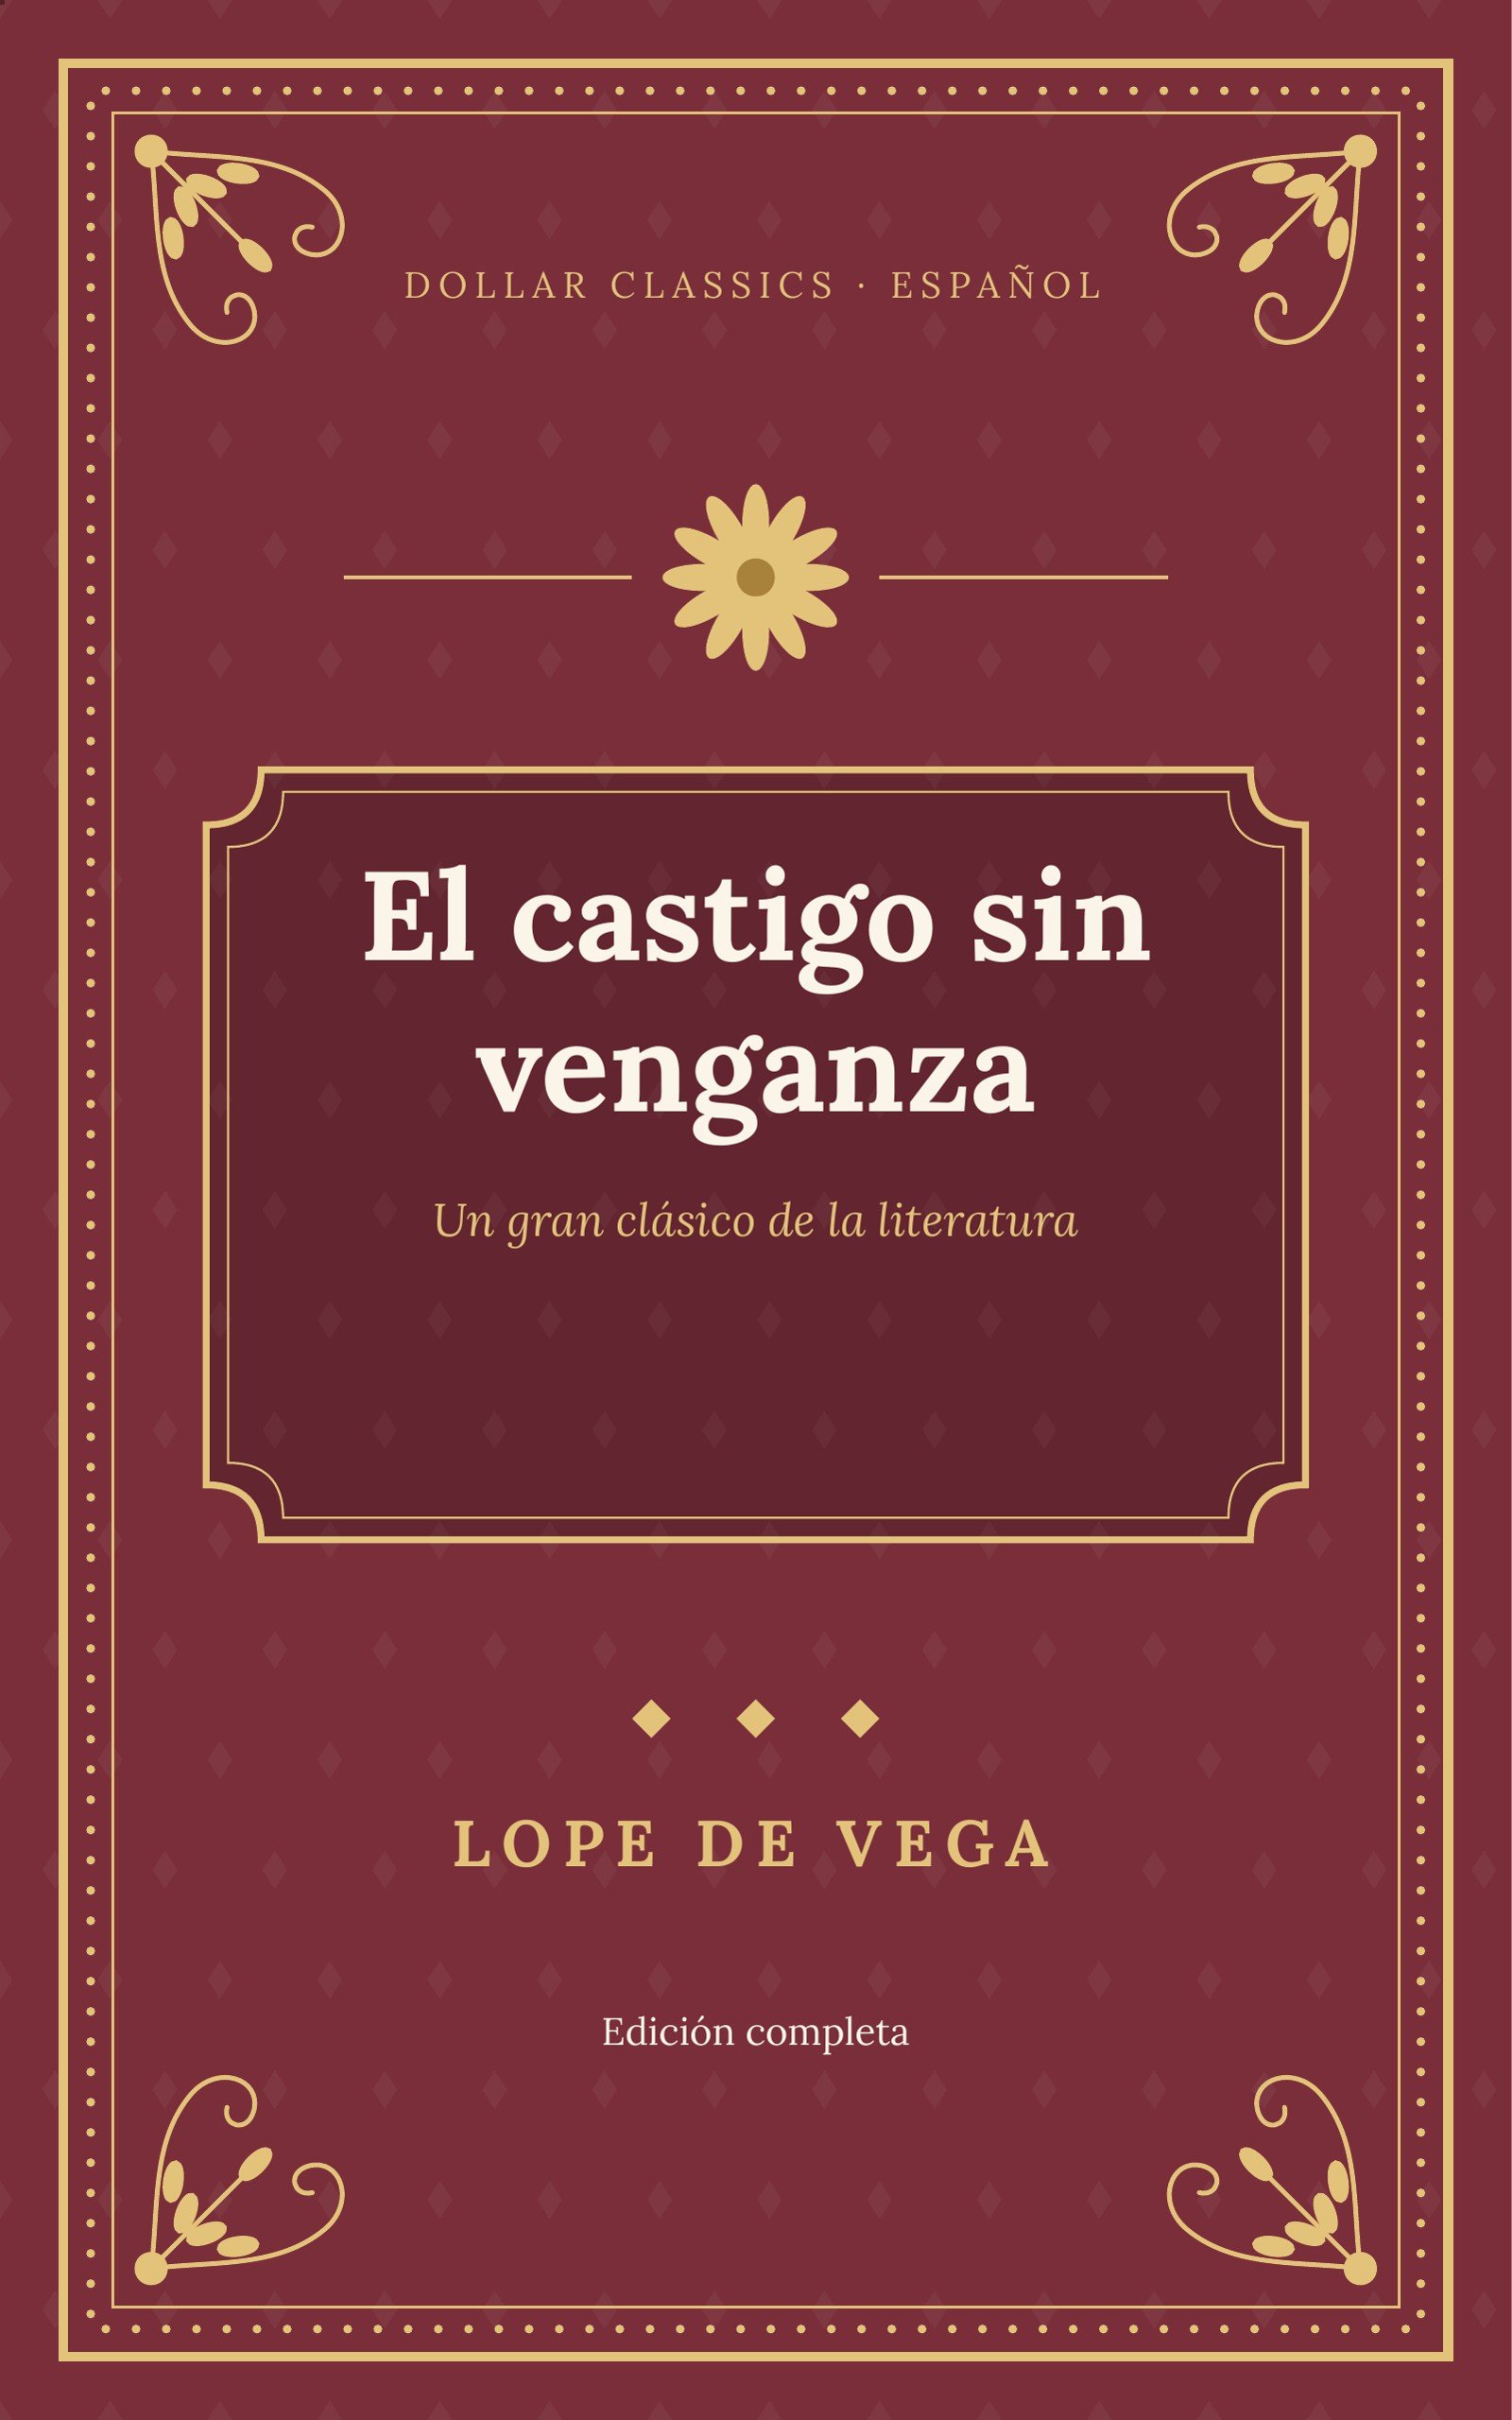 DOLLAR CLASSICS · ESPAÑOL
El castigo sin
venganza
Un gran clásico de la literatura
LOPE DE VEGA
Edición completa